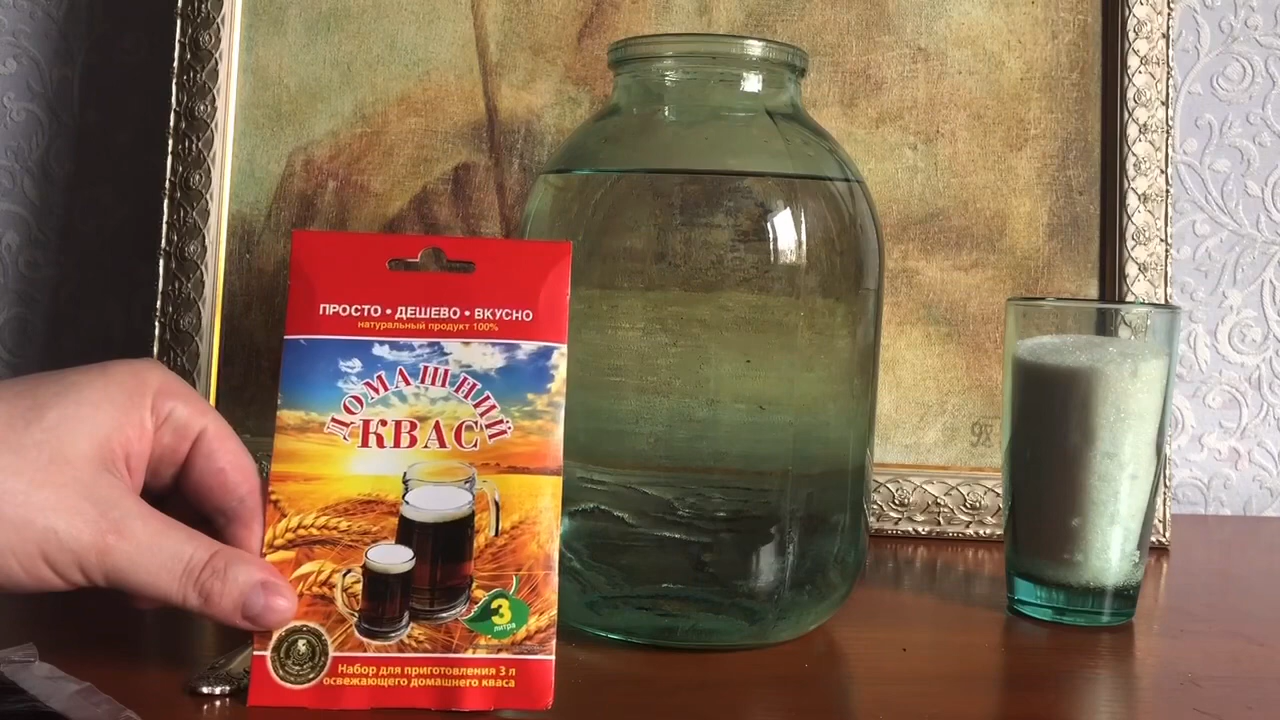 ПРОСТО • ДЕШЕВО • ВКУСНО
натуральный продукт 100%
ДОМАШНИЙ
КВАС
3
литра
Набор для приготовления 3 л
освежающего домашнего кваса